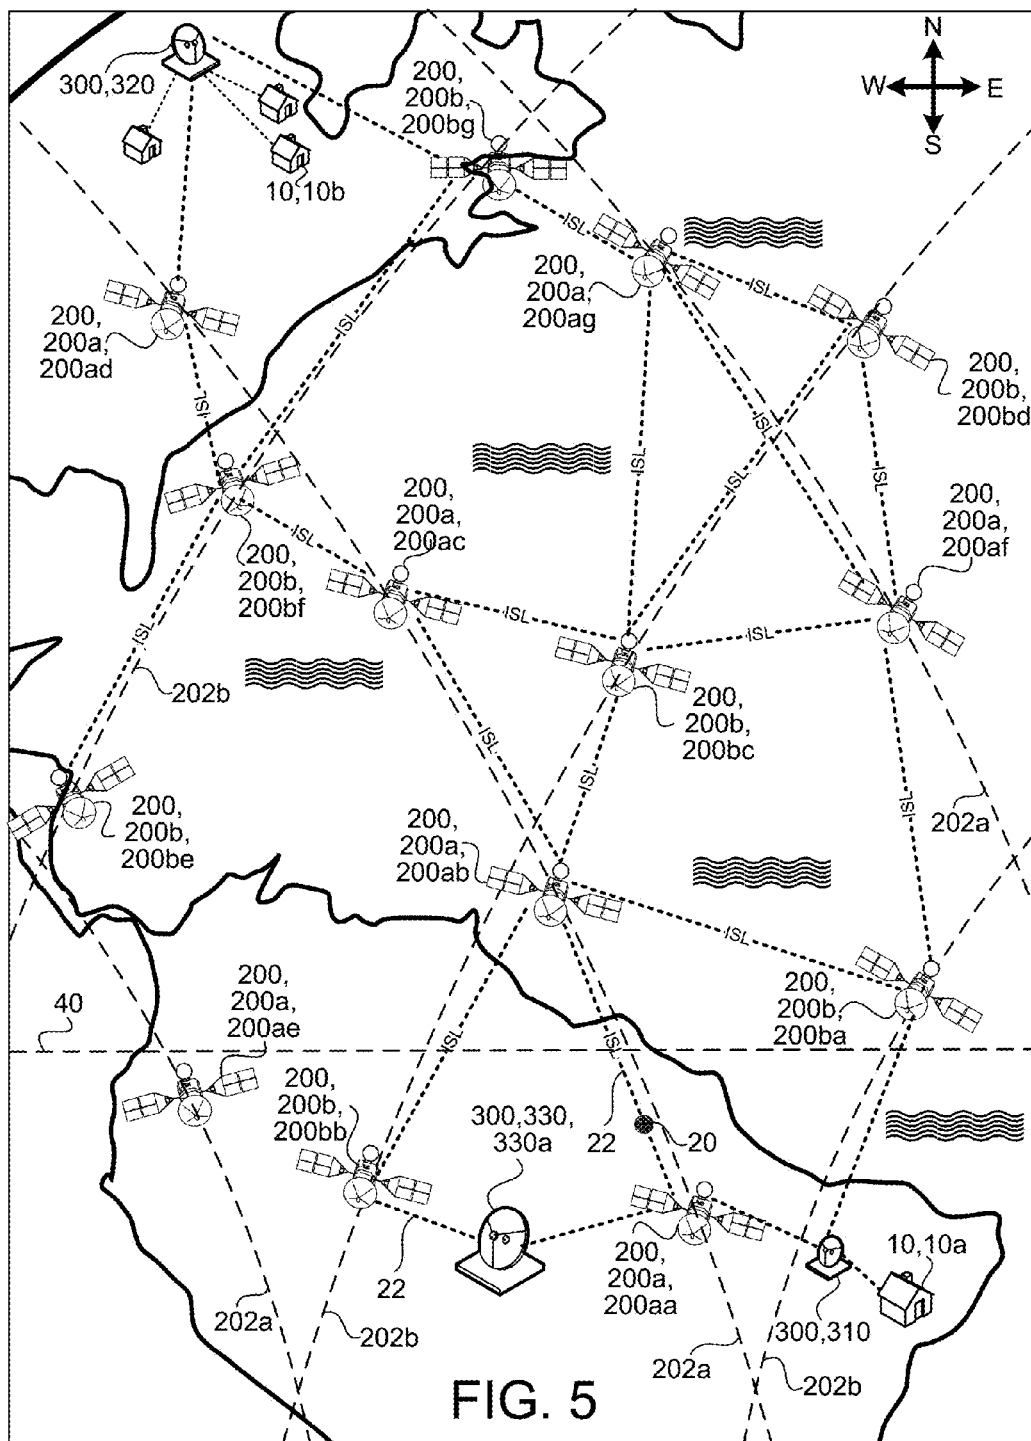 N
W E
S
300,320
200,
200b,
200bg
10,10b
ISL
200,
200a,
200ag
ISL
ISL
200,
200a,
200ad
200,
200b,
200bd
ISL
ISL
ISL
ISL
ISL
200,
200a,
200ac
200,
200a,
200af
ISL
200,
200b,
200bf
ISL
ISL
ISL
202b
200,
200b,
200bc
ISL
ISL
200,
200b,
200be
200,
200a,
200ab
ISL
202a
ISL
200,
200a,
200ae
200,
200b,
200ba
40
ISL
ISL
200,
200b,
200bb
300,330,
330a
22
20
22
200,
200a,
200aa
10,10a
300,310
202a
202b
202a
202b
FIG. 5